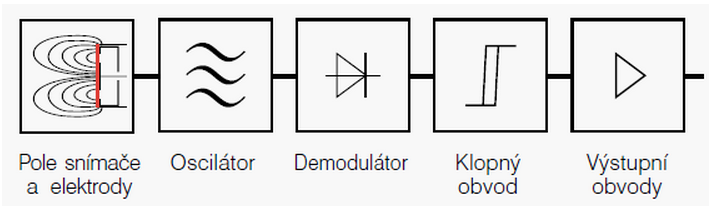 Pole snímače
a elektrody
Oscilátor
Demodulátor
Klopný
obvod
Výstupní
obvody